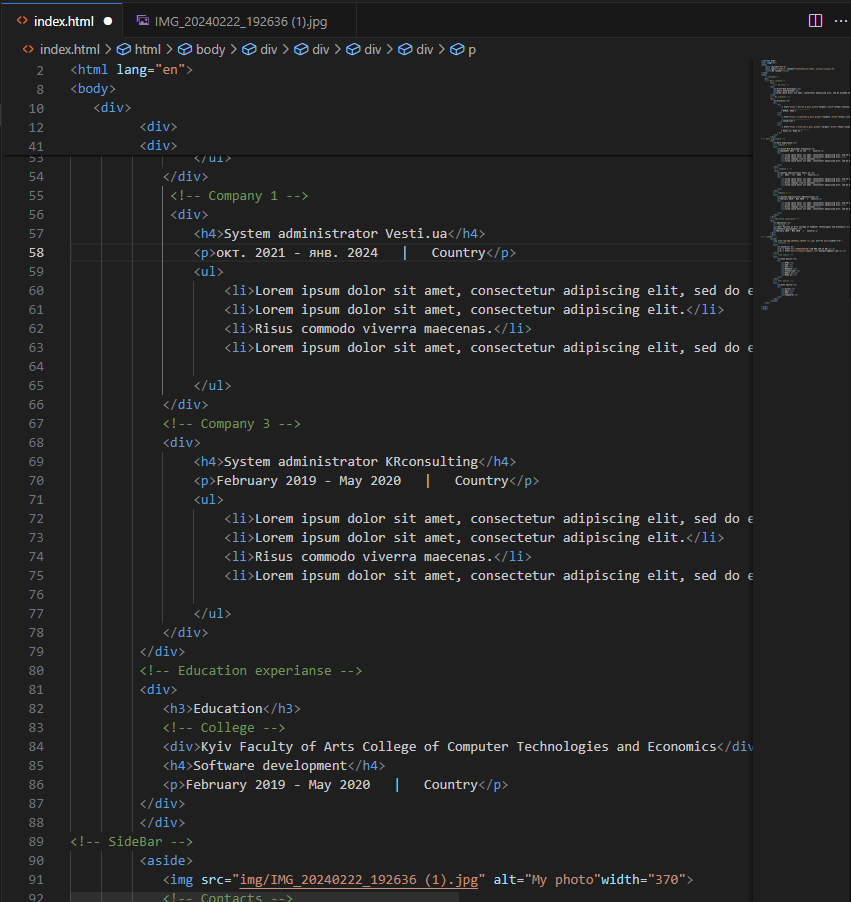 index.html
IMG_20240222_192636 (1).jpg
index.html > html > body > div > div > div > div > p
2 <html lang="en">
8 <body>
10 <div>
12 <div>
41 <div>
53 </ul>
54 </div>
55 <!-- Company 1 -->
56 <div>
57 <h4>System administrator Vesti.ua</h4>
58 <p>окт. 2021 - янв. 2024 | Country</p>
59 <ul>
60 <li>Lorem ipsum dolor sit amet, consectetur adipiscing elit, sed do e
61 <li>Lorem ipsum dolor sit amet, consectetur adipiscing elit.</li>
62 <li>Risus commodo viverra maecenas.</li>
63 <li>Lorem ipsum dolor sit amet, consectetur adipiscing elit, sed do e
64
65 </ul>
66 </div>
67 <!-- Company 3 -->
68 <div>
69 <h4>System administrator KRconsulting</h4>
70 <p>February 2019 - May 2020 | Country</p>
71 <ul>
72 <li>Lorem ipsum dolor sit amet, consectetur adipiscing elit, sed do e
73 <li>Lorem ipsum dolor sit amet, consectetur adipiscing elit.</li>
74 <li>Risus commodo viverra maecenas.</li>
75 <li>Lorem ipsum dolor sit amet, consectetur adipiscing elit, sed do e
76
77 </ul>
78 </div>
79 </div>
80 <!-- Education experianse -->
81 <div>
82 <h3>Education</h3>
83 <!-- College -->
84 <div>Kyiv Faculty of Arts College of Computer Technologies and Economics</div
85 <h4>Software development</h4>
86 <p>February 2019 - May 2020 | Country</p>
87 </div>
88 </div>
89 <!-- SideBar -->
90 <aside>
91 <img src="img/IMG_20240222_192636 (1).jpg" alt="My photo"width="370">
92 <!-- Contacts -->